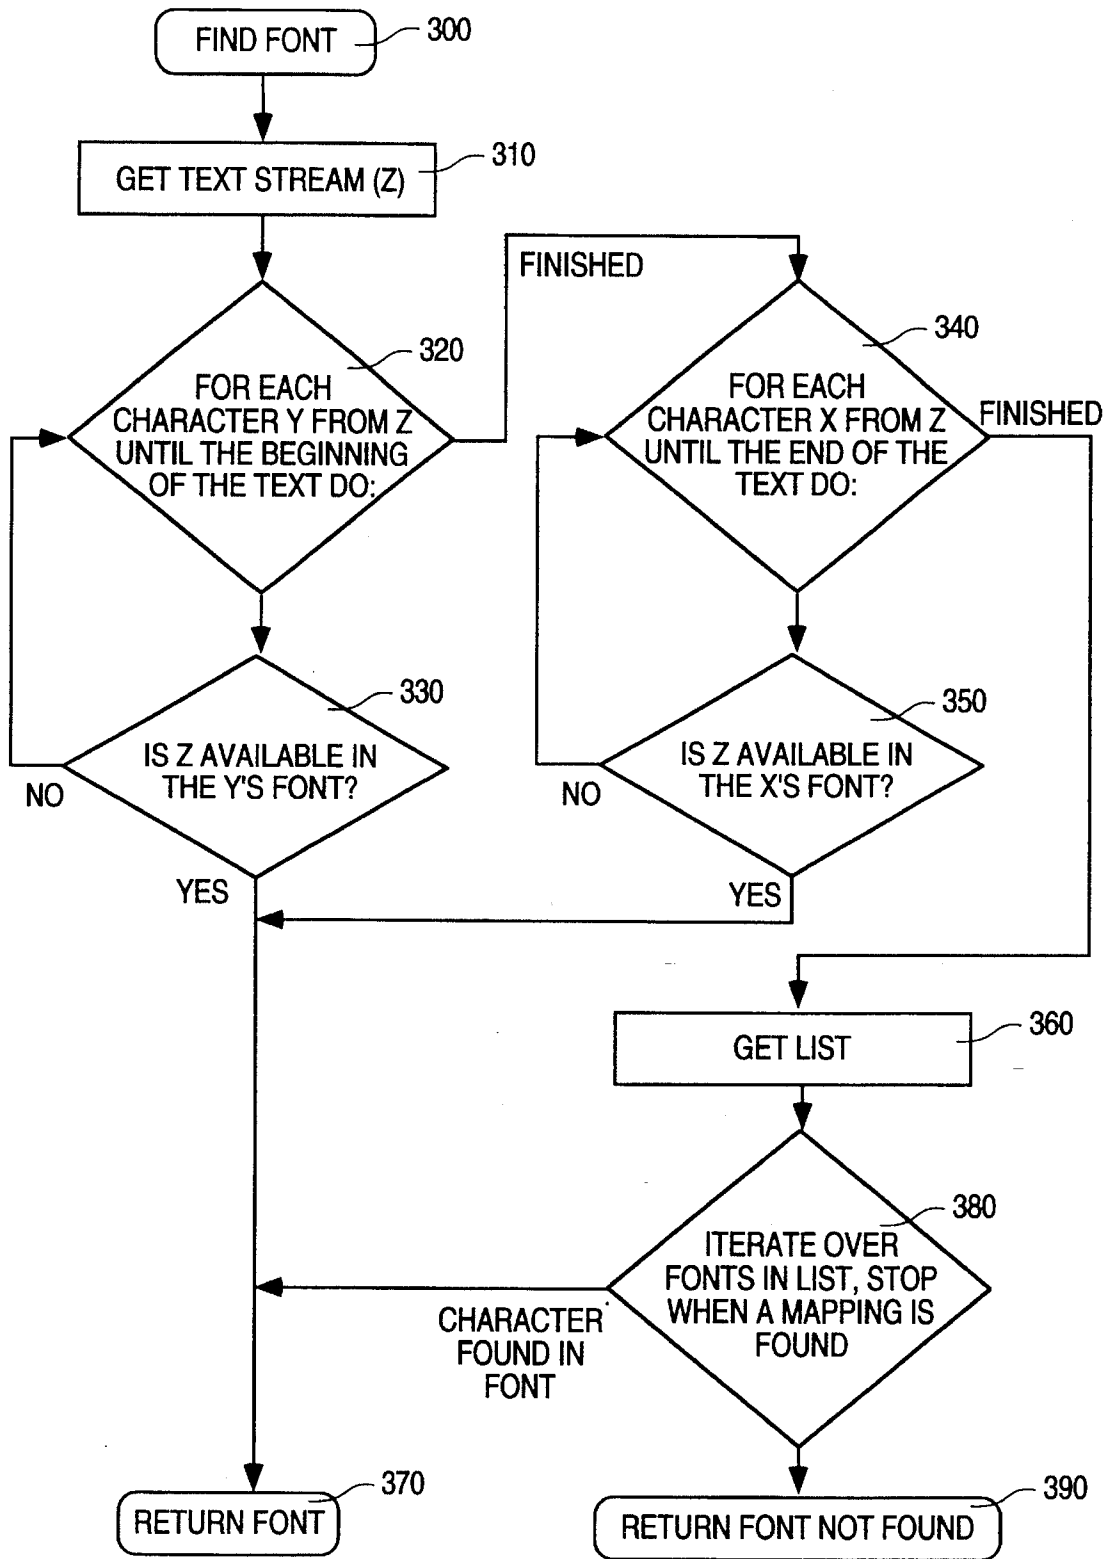 FIND FONT
300
GET TEXT STREAM (Z)
310
FINISHED
320
FOR EACH
CHARACTER Y FROM Z
UNTIL THE BEGINNING
OF THE TEXT DO:
340
FOR EACH
CHARACTER X FROM Z
UNTIL THE END OF THE
TEXT DO:
FINISHED
330
IS Z AVAILABLE IN
THE Y'S FONT?
NO
YES
350
IS Z AVAILABLE IN
THE X'S FONT?
NO
YES
GET LIST
360
380
ITERATE OVER
FONTS IN LIST, STOP
WHEN A MAPPING IS
FOUND
CHARACTER
FOUND IN
FONT
370
RETURN FONT
390
RETURN FONT NOT FOUND